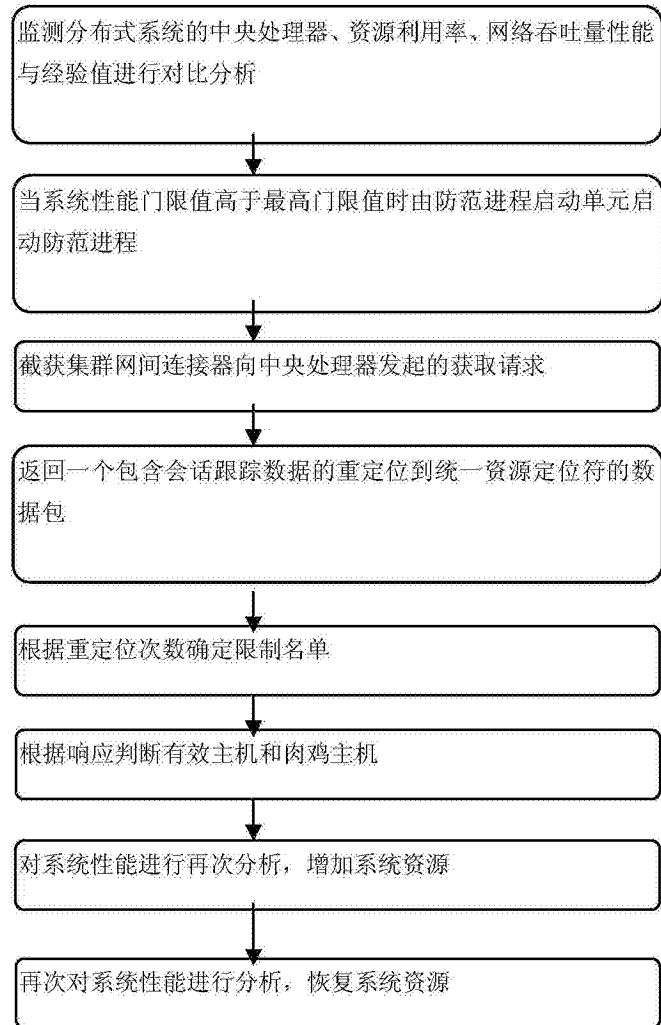 监测分布式系统的中央处理器、资源利用率、网络吞吐量性能
与经验值进行对比分析
当系统性能门限值高于最高门限值时由防范进程启动单元启
动防范进程
截获集群网间连接器向中央处理器发起的获取请求
返回一个包含会话跟踪数据的重定位到统一资源定位符的数
据包
根据重定位次数确定限制名单
根据响应判断有效主机和肉鸡主机
对系统性能进行再次分析，增加系统资源
再次对系统性能进行分析，恢复系统资源